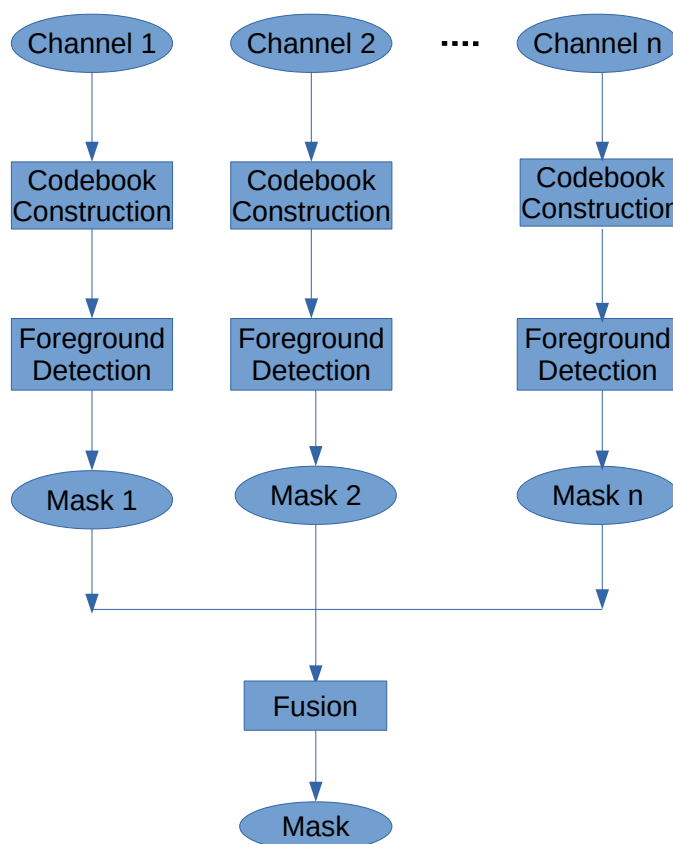 Channel 1
Channel 2
....
Channel n
Codebook
Construction
Codebook
Construction
Codebook
Construction
Foreground
Detection
Foreground
Detection
Foreground
Detection
Mask 1
Mask 2
Mask n
Fusion
Mask